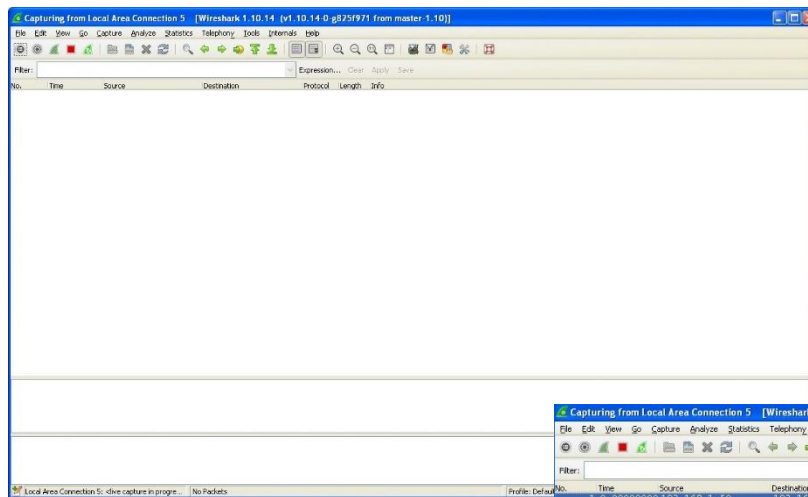 Capturing from Local Area Connection 5 [Wireshark 1.10.14 (v1.10.14-0-g825f971 from master-1.10)]
File Edit View Go Capture Analyze Statistics Telephony Tools Internals Help
Filter: Expression... Clear Apply Save
No. Time Source Destination Protocol Length Info
Local Area Connection 5: <live capture in progre... No Packets Profile: Defaul
Capturing from Local Area Connection 5 [Wireshar
File Edit View Go Capture Analyze Statistics Telephony
Filter:
No. Time Source Destination